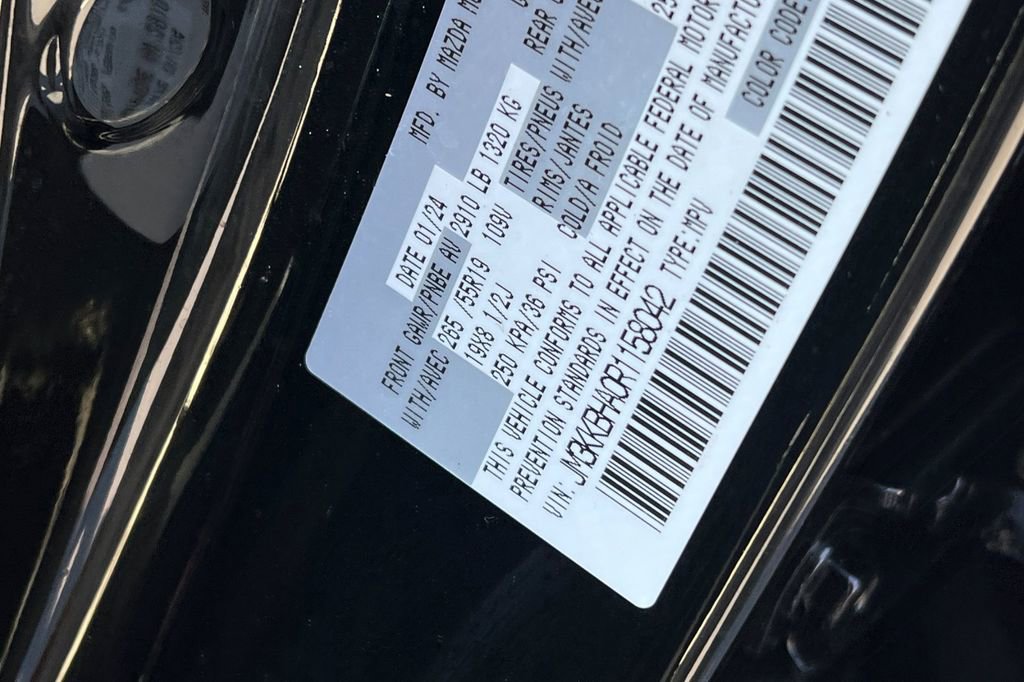 MFD. BY MAZDA
DATE 01/24
FRONT GAWR/PNBE AV 2910 LB 1320 KG
REAR
WITH/AVEC 265 /55R19 109V TIRES/PNEUS WITH/AVEC
19X8 1/2J RIMS/JANTES
250 KPA/36 PSI COLD/A FROID
THIS VEHICLE CONFORMS TO ALL APPLICABLE FEDERAL MOTOR
PREVENTION STANDARDS IN EFFECT ON THE DATE OF MANUFACTU
VIN: JM3KKBHA0R1158042 TYPE:MPV COLOR CODE